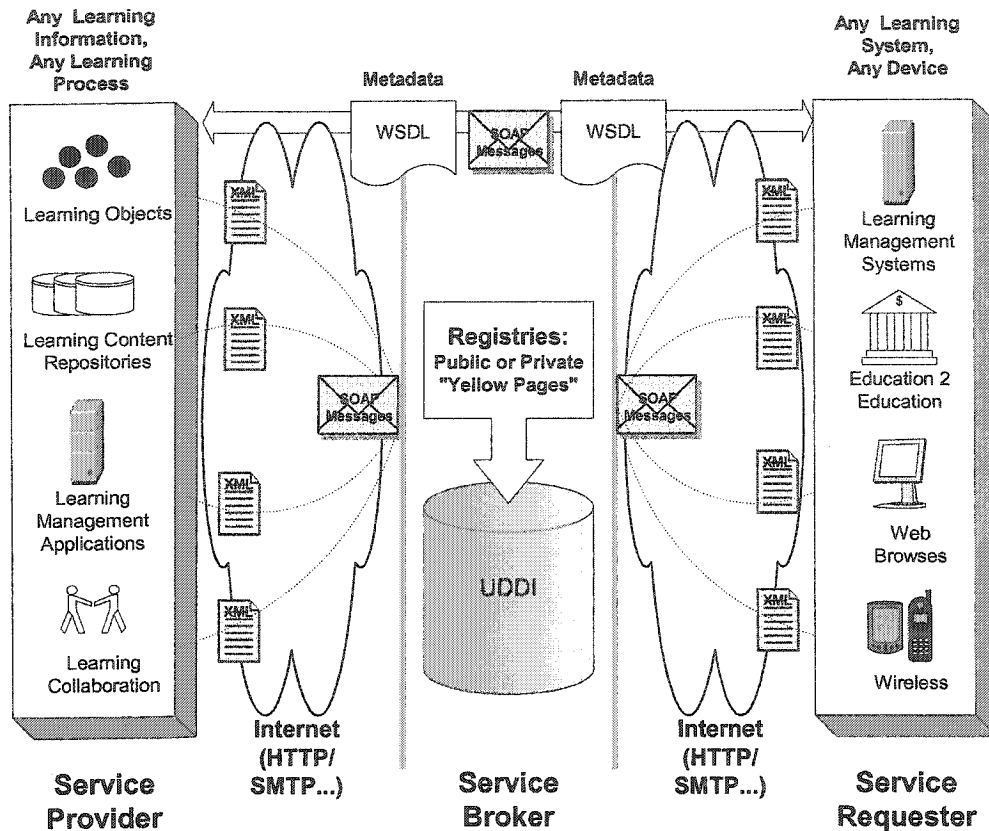 Any Learning
Information,
Any Learning
Process
Any Learning
System,
Any Device
Metadata
Metadata
WSDL
SOAP
Messages
WSDL
XML
XML
Learning Objects
Learning
Management
Systems
XML
XML
Learning Content
Repositories
Registries:
Public or Private
"Yellow Pages"
$
Education 2
Education
SOAP
Messages
SOAP
Messages
XML
XML
Learning
Management
Applications
Web
Browses
UDDI
XML
XML
Learning
Collaboration
Wireless
Internet
(HTTP/
SMTP...)
Internet
(HTTP/
SMTP...)
Service
Provider
Service
Broker
Service
Requester